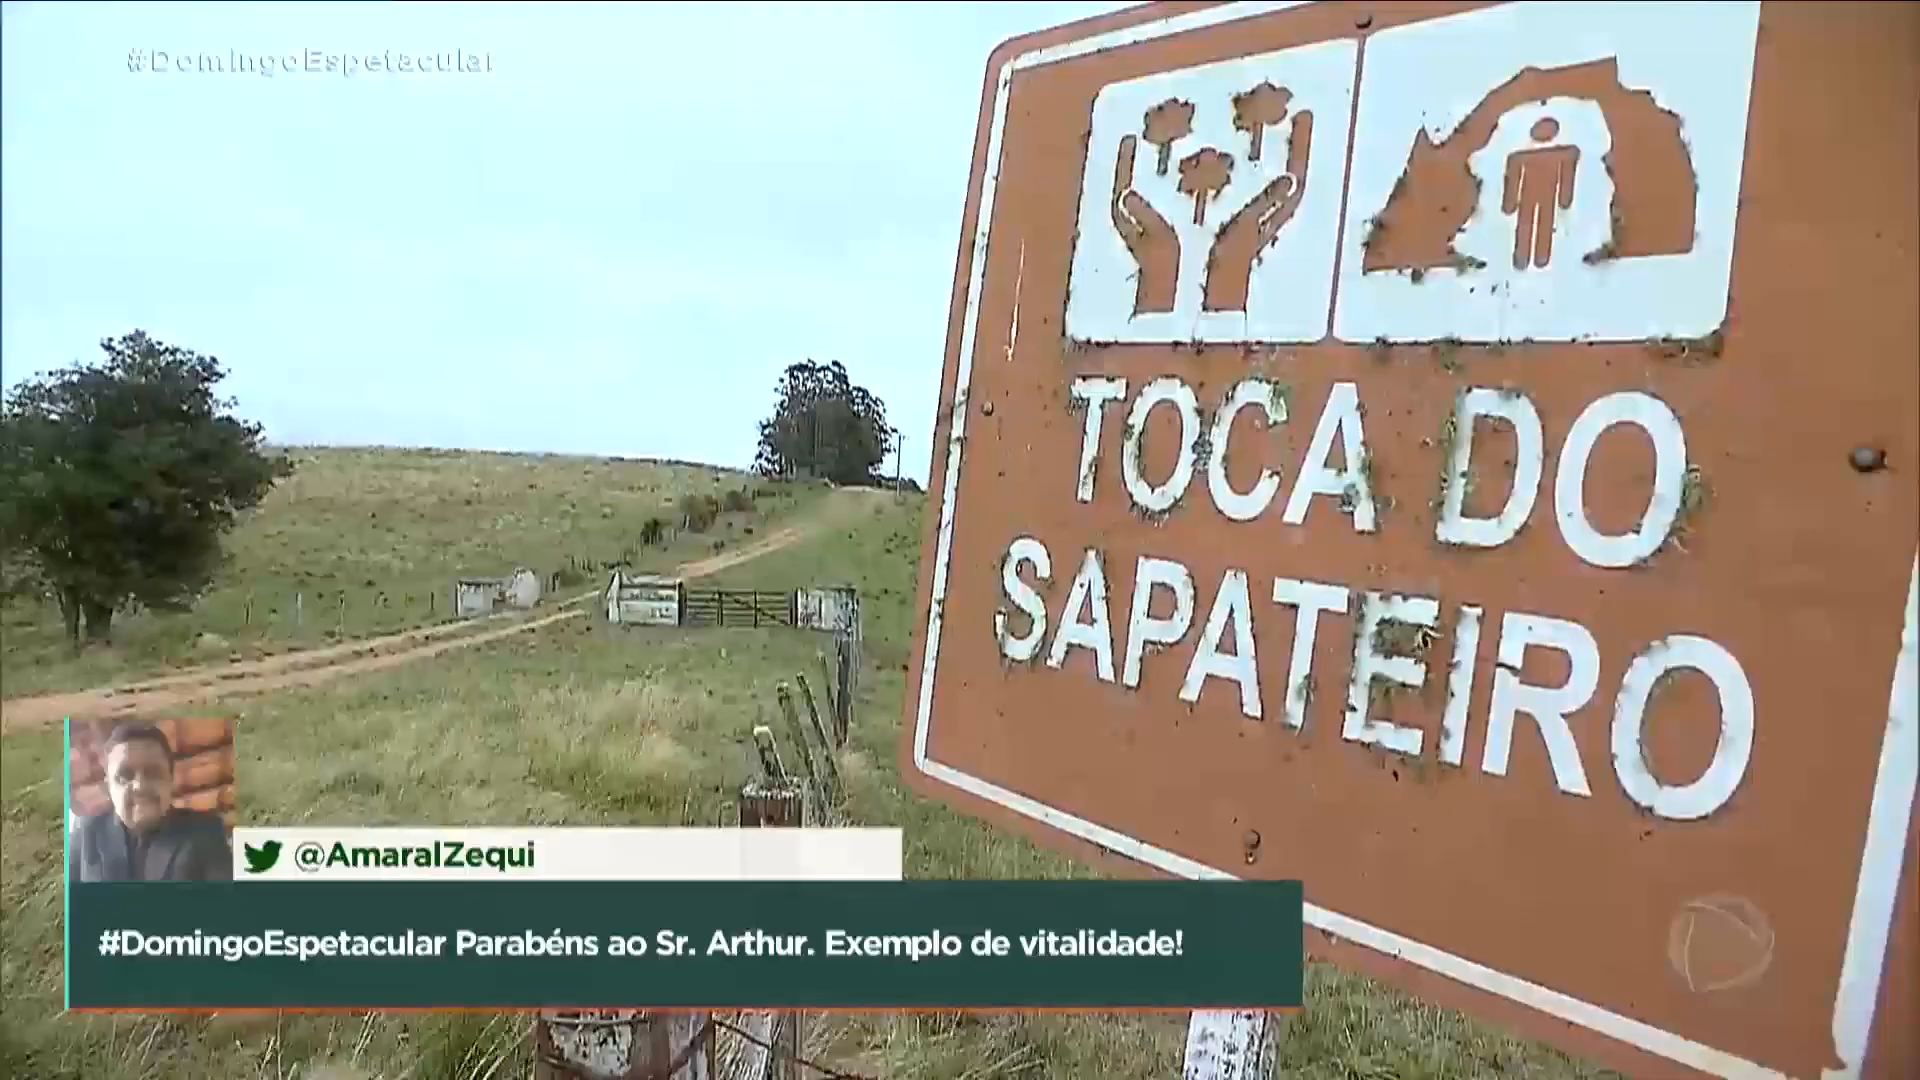 #DomingoEspetacular
TOCA DO
SAPATEIRO
@AmaralZequi
#DomingoEspetacular Parabéns ao Sr. Arthur. Exemplo de vitalidade!